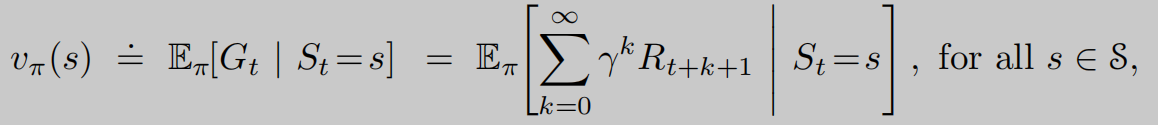 v_π(s) ≐ 𝔼_π[G_t | S_t=s] = 𝔼_π[∑_{k=0}^{∞} γ^k R_{t+k+1} | S_t=s], for all s ∈ 𝒮,